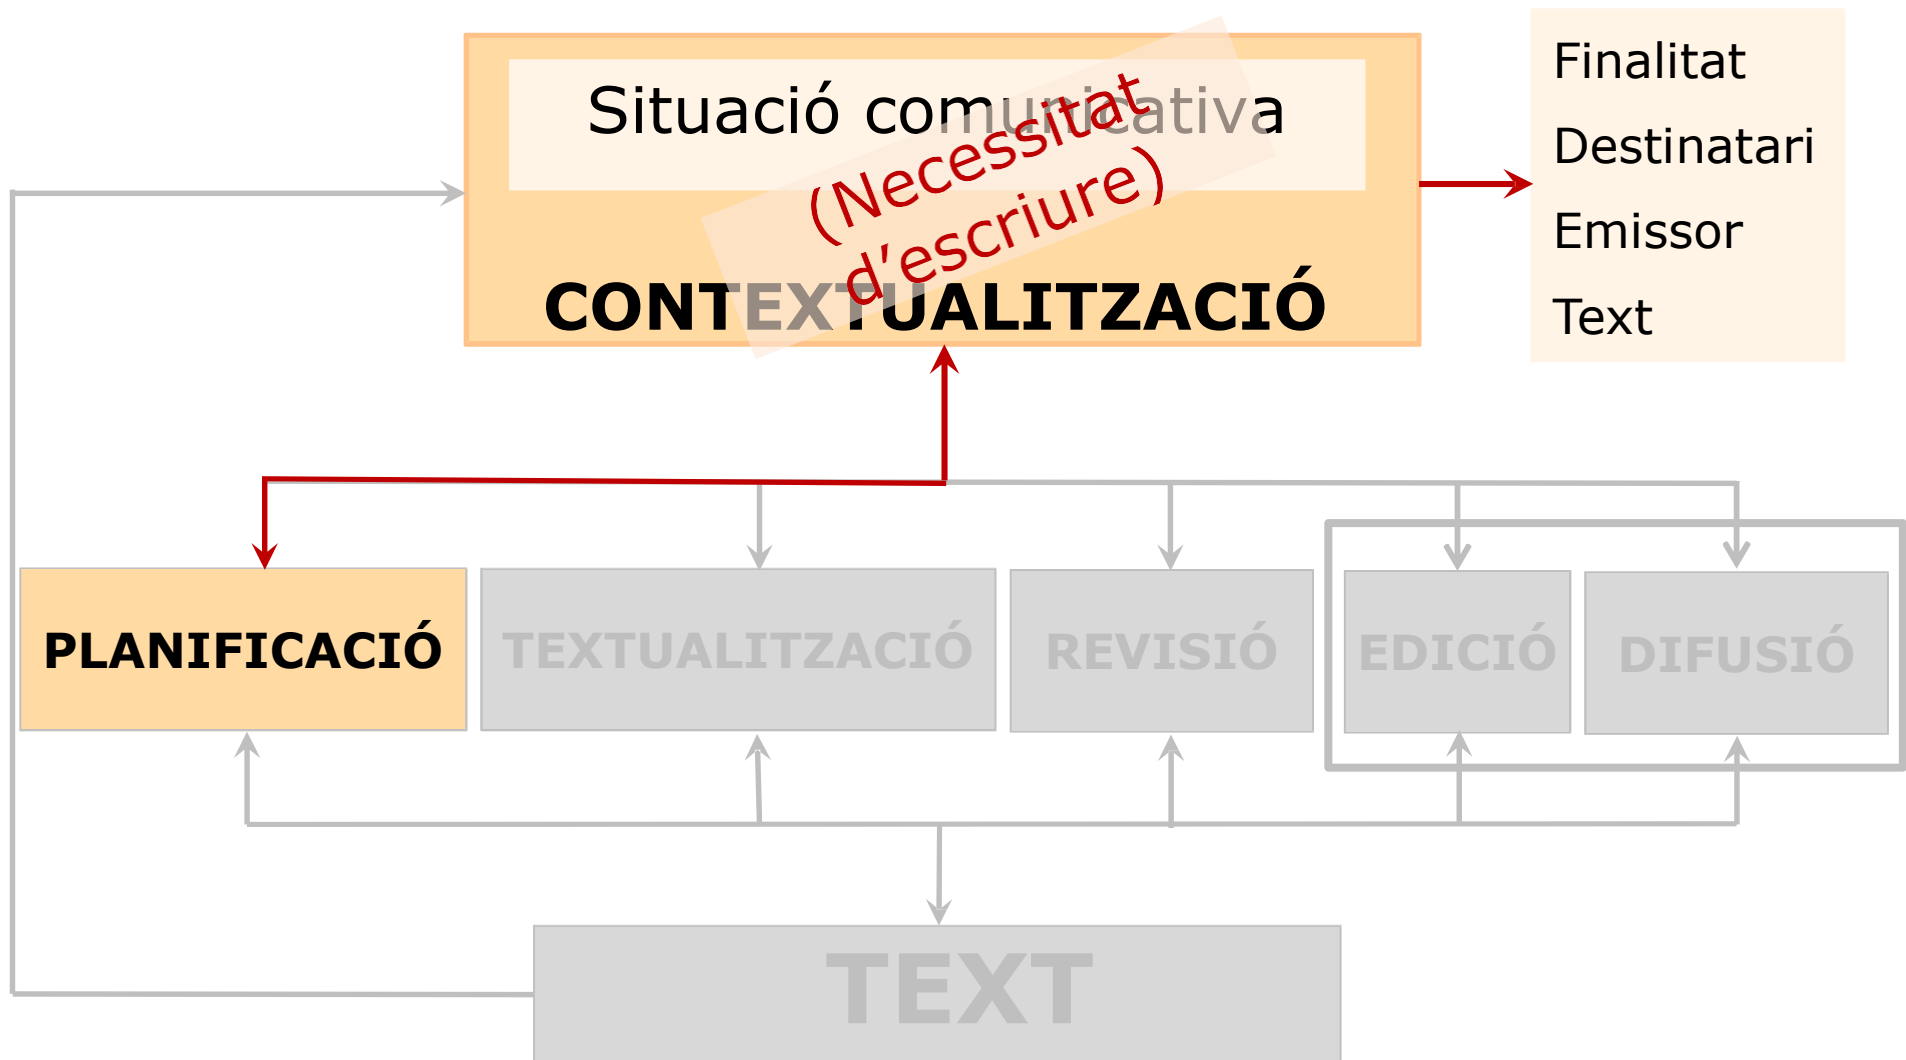 Situació comunicativa
(Necessitat
d’escriure)
CONTEXTUALITZACIÓ
Finalitat
Destinatari
Emissor
Text
PLANIFICACIÓ
TEXTUALITZACIÓ
REVISIÓ
EDICIÓ
DIFUSIÓ
TEXT